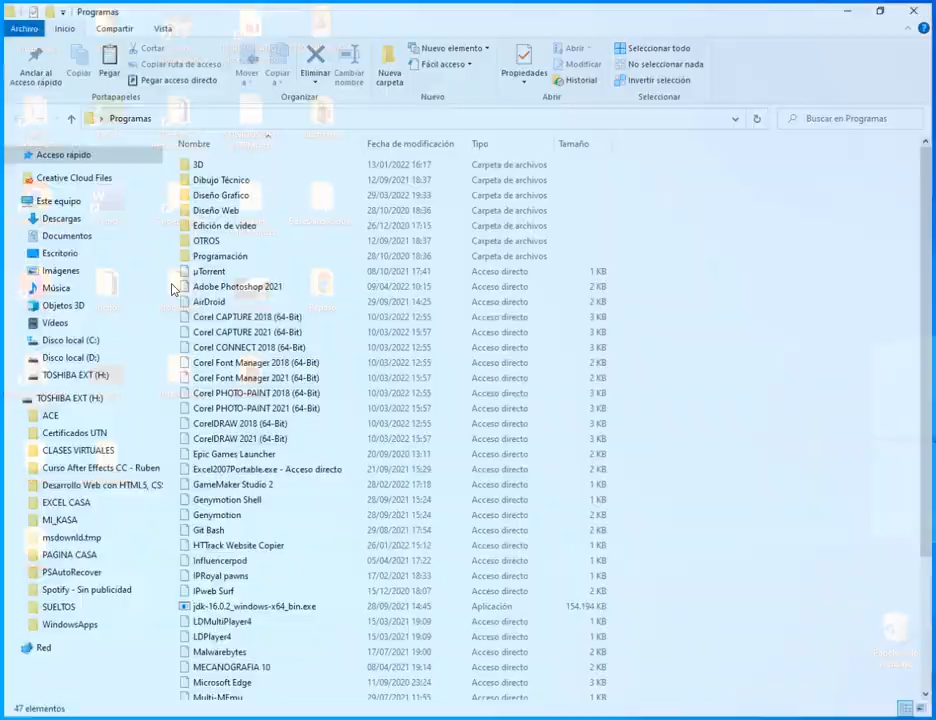 Programas
Archivo Inicio Compartir Vista
Anclar al Acceso rápido
Copiar
Pegar
Cortar
Copiar ruta de acceso
Pegar acceso directo
Portapapeles
Mover a
Copiar a
Eliminar
Cambiar nombre
Organizar
Nueva carpeta
Nuevo elemento
Fácil acceso
Nuevo
Propiedades
Abrir
Modificar
Historial
Abrir
Seleccionar todo
No seleccionar nada
Invertir selección
Seleccionar
Programas
Buscar en Programas
Acceso rápido
Creative Cloud Files
Este equipo
Descargas
Documentos
Escritorio
Imágenes
Música
Objetos 3D
Vídeos
Disco local (C:)
Disco local (D:)
TOSHIBA EXT (H:)
TOSHIBA EXT (H:)
ACE
Certificados UTN
CLASES VIRTUALES
Curso After Effects CC - Ruben
Desarrollo Web con HTML5, CS
EXCEL CASA
MI_KASA
msdownld.tmp
PAGINA CASA
PSAutoRecover
Spotify - Sin publicidad
SUELTOS
WindowsApps
Red
Nombre Fecha de modificación Tipo Tamaño
3D 13/01/2022 16:17 Carpeta de archivos
Dibujo Técnico 12/09/2021 18:37 Carpeta de archivos
Diseño Grafico 29/03/2022 19:33 Carpeta de archivos
Diseño Web 28/10/2020 18:36 Carpeta de archivos
Edición de video 26/12/2020 17:15 Carpeta de archivos
OTROS 12/09/2021 18:37 Carpeta de archivos
Programación 28/10/2020 18:36 Carpeta de archivos
µTorrent 08/10/2021 17:41 Acceso directo 1 KB
Adobe Photoshop 2021 09/04/2022 10:15 Acceso directo 2 KB
AirDroid 29/09/2021 14:25 Acceso directo 2 KB
Corel CAPTURE 2018 (64-Bit) 10/03/2022 12:55 Acceso directo 3 KB
Corel CAPTURE 2021 (64-Bit) 10/03/2022 15:57 Acceso directo 3 KB
Corel CONNECT 2018 (64-Bit) 10/03/2022 12:55 Acceso directo 3 KB
Corel Font Manager 2018 (64-Bit) 10/03/2022 12:55 Acceso directo 2 KB
Corel Font Manager 2021 (64-Bit) 10/03/2022 15:57 Acceso directo 2 KB
Corel PHOTO-PAINT 2018 (64-Bit) 10/03/2022 12:55 Acceso directo 3 KB
Corel PHOTO-PAINT 2021 (64-Bit) 10/03/2022 15:57 Acceso directo 3 KB
CorelDRAW 2018 (64-Bit) 10/03/2022 12:55 Acceso directo 3 KB
CorelDRAW 2021 (64-Bit) 10/03/2022 15:57 Acceso directo 3 KB
Epic Games Launcher 20/09/2020 13:11 Acceso directo 2 KB
Excel2007Portable.exe - Acceso directo 21/09/2021 15:29 Acceso directo 1 KB
GameMaker Studio 2 28/02/2022 17:18 Acceso directo 1 KB
Genymotion Shell 28/09/2021 15:24 Acceso directo 1 KB
Genymotion 28/09/2021 15:24 Acceso directo 2 KB
Git Bash 29/08/2021 17:54 Acceso directo 2 KB
HTTrack Website Copier 26/01/2022 15:12 Acceso directo 1 KB
Influencerpod 05/04/2021 17:22 Acceso directo 1 KB
IPRoyal pawns 17/02/2021 18:33 Acceso directo 1 KB
IPweb Surf 15/12/2020 18:07 Acceso directo 2 KB
jdk-16.0.2_windows-x64_bin.exe 28/09/2021 14:45 Aplicación 154.194 KB
LDMultiPlayer4 15/03/2021 19:09 Acceso directo 1 KB
LDPlayer4 15/03/2021 19:09 Acceso directo 1 KB
Malwarebytes 17/07/2021 19:00 Acceso directo 2 KB
MECANOGRAFIA 10 08/04/2021 19:14 Acceso directo 1 KB
Microsoft Edge 11/09/2020 23:24 Acceso directo 3 KB
Multi-MEmu 29/07/2021 11:55 Acceso directo 1 KB
47 elementos